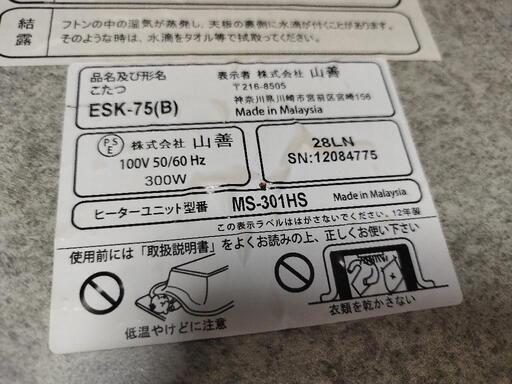 結露
フトンの中の湿気が蒸発し、天板の裏側に水滴が付くことがあります。
そのような時は、水滴をタオル等で拭取ってください。
品名及び形名
こたつ
ESK-75(B)
表示者 株式会社 山善
〒216-8505
神奈川県川崎市宮前区宮崎156
Made in Malaysia
PSE 株式会社 山善
100V 50/60 Hz
300W
28LN
SN:12084775
ヒーターユニット型番 MS-301HS Made in Malaysia
この表示ラベルははがさないでください。12年製
使用前には「取扱説明書」をよくお読みの上、正しくお使い下さい
低温やけどに注意
衣類を乾かさない